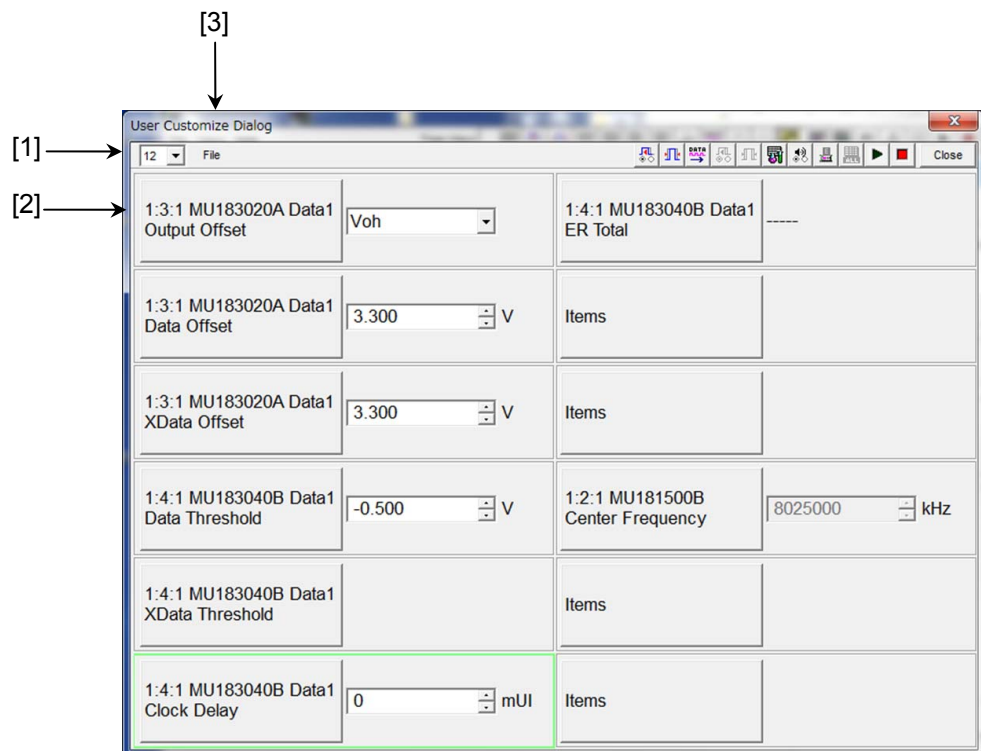 [3]
[1]
[2]
User Customize Dialog
12 File DATA Close
1:3:1 MU183020A Data1
Output Offset
Voh
1:4:1 MU183040B Data1
ER Total
-----
1:3:1 MU183020A Data1
Data Offset
3.300 V
Items
1:3:1 MU183020A Data1
XData Offset
3.300 V
Items
1:4:1 MU183040B Data1
Data Threshold
-0.500 V
1:2:1 MU181500B
Center Frequency
8025000 kHz
1:4:1 MU183040B Data1
XData Threshold
Items
1:4:1 MU183040B Data1
Clock Delay
0 mUI
Items